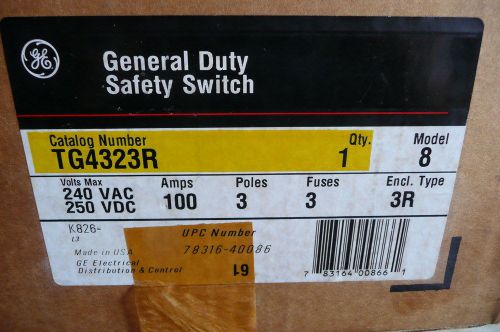 GE
General Duty
Safety Switch
Catalog Number Qty. Model
TG4323R 1 8
Volts Max Amps Poles Fuses Encl. Type
240 VAC
250 VDC 100 3 3 3R
K826-
L3
UPC Number
78316-40086
Made in USA
GE Electrical
Distribution & Control
19
7 83164 00866 1